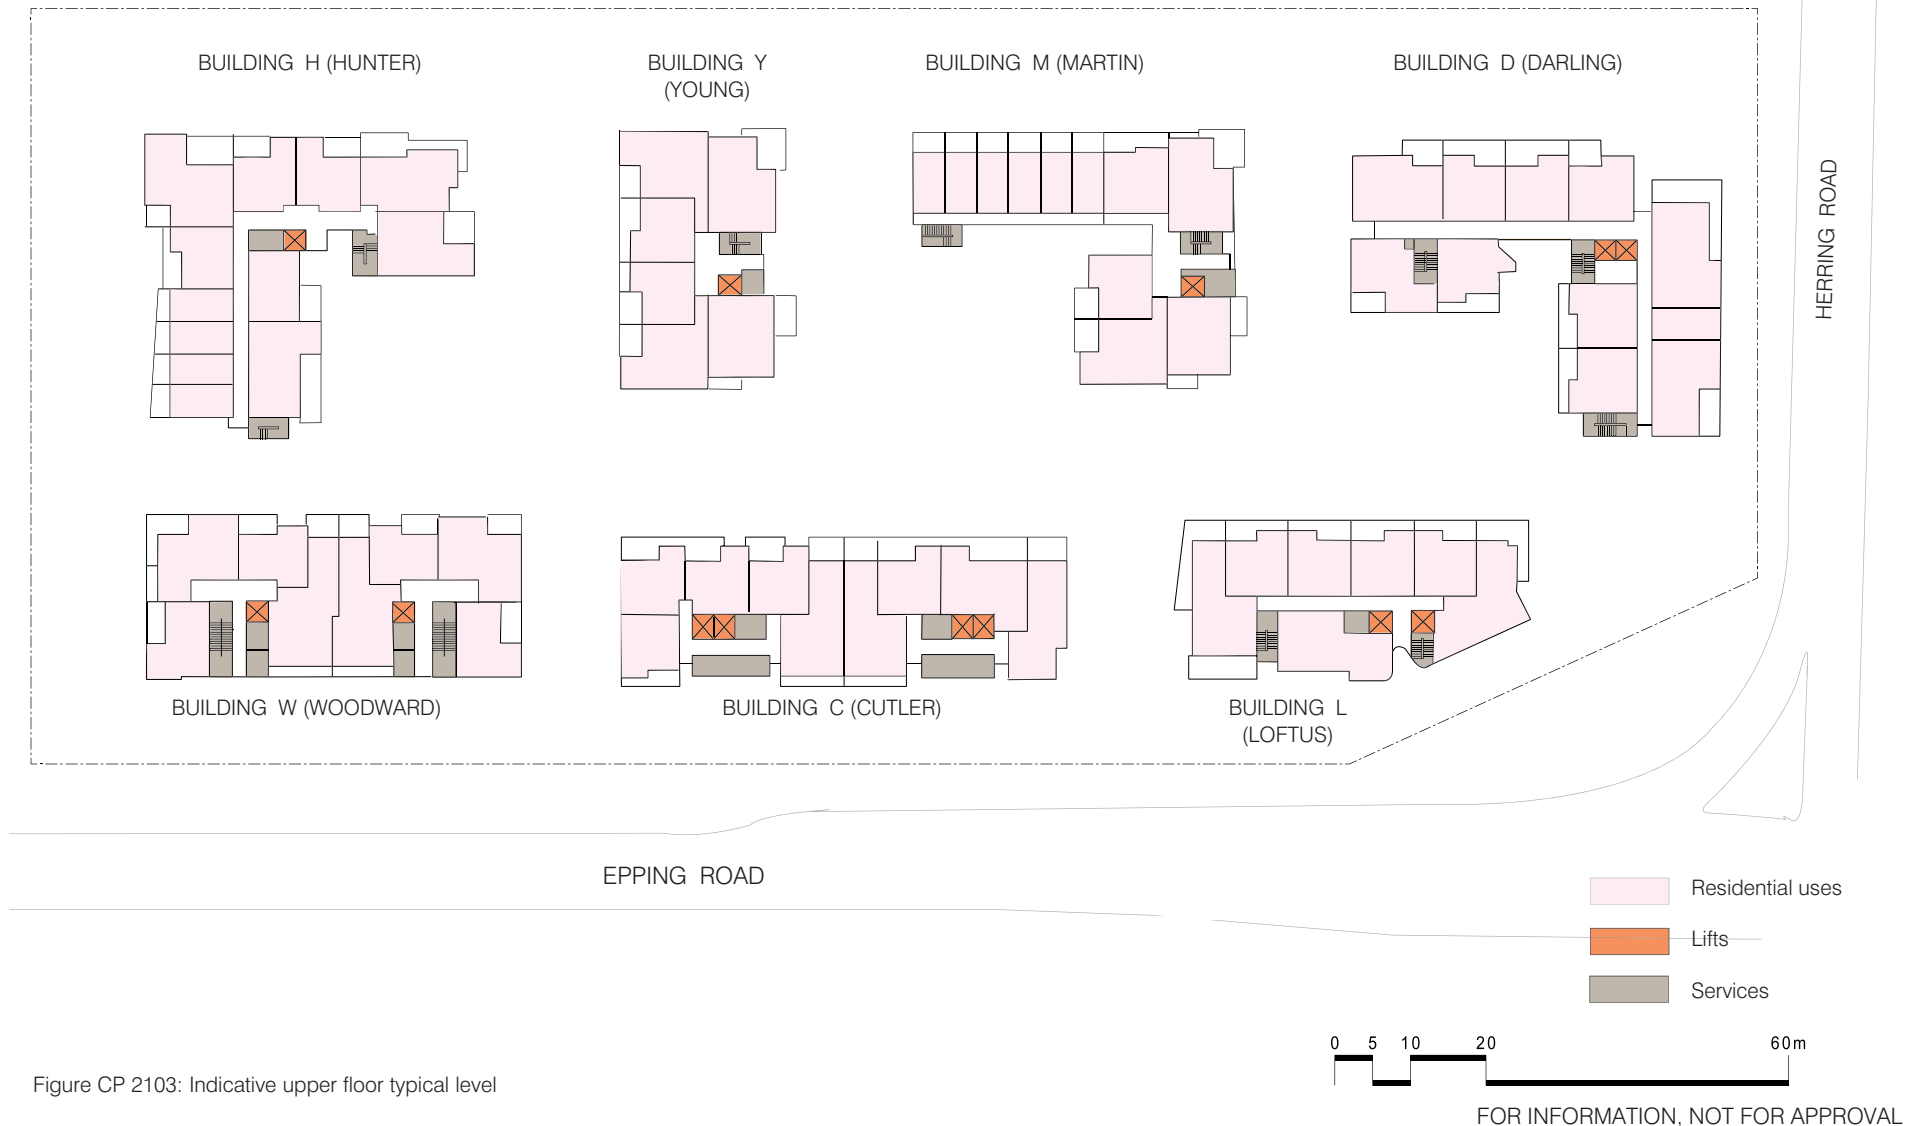 BUILDING H (HUNTER)
BUILDING Y
(YOUNG)
BUILDING M (MARTIN)
BUILDING D (DARLING)
HERRING ROAD
BUILDING W (WOODWARD)
BUILDING C (CUTLER)
BUILDING L
(LOFTUS)
EPPING ROAD
Residential uses
Lifts
Services
0 5 10 20 60m
Figure CP 2103: Indicative upper floor typical level
FOR INFORMATION, NOT FOR APPROVAL